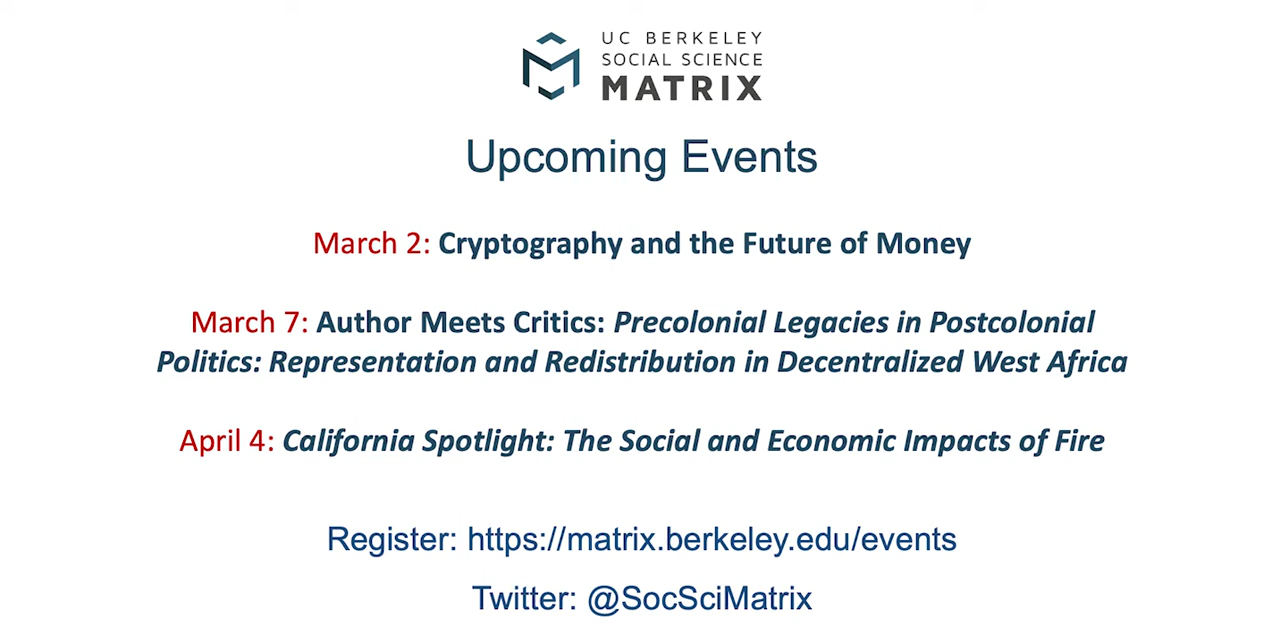 UC BERKELEY
SOCIAL SCIENCE
MATRIX
Upcoming Events
March 2: Cryptography and the Future of Money
March 7: Author Meets Critics: Precolonial Legacies in Postcolonial
Politics: Representation and Redistribution in Decentralized West Africa
April 4: California Spotlight: The Social and Economic Impacts of Fire
Register: https://matrix.berkeley.edu/events
Twitter: @SocSciMatrix